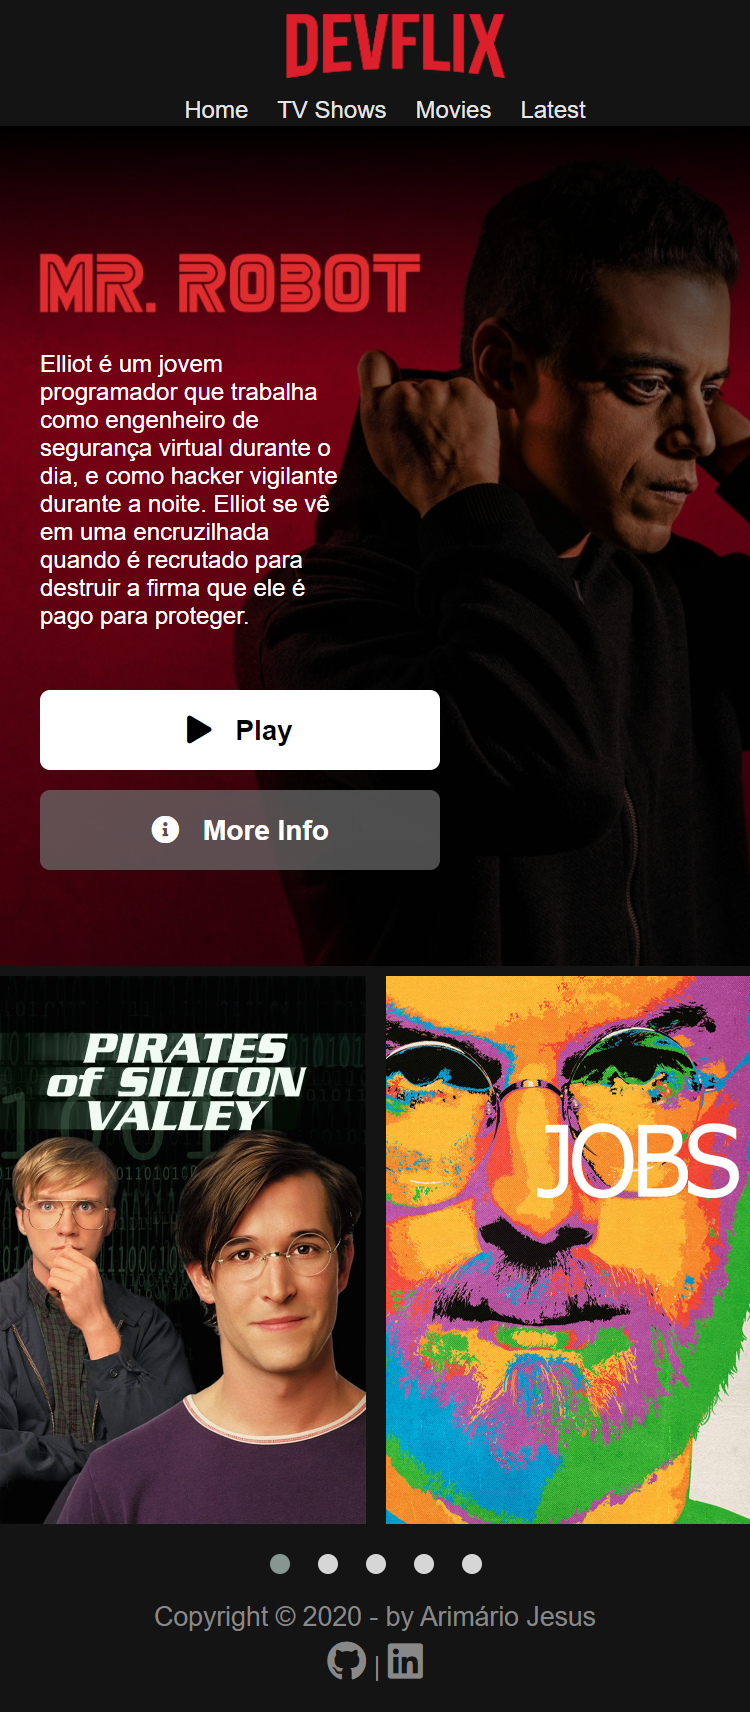 DEVFLIX
Home TV Shows Movies Latest
MR. ROBOT
Elliot é um jovem
programador que trabalha
como engenheiro de
segurança virtual durante o
dia, e como hacker vigilante
durante a noite. Elliot se vê
em uma encruzilhada
quando é recrutado para
destruir a firma que ele é
pago para proteger.
Play
More Info
PIRATES
of SILICON
VALLEY
JOBS
Copyright © 2020 - by Arimário Jesus
|